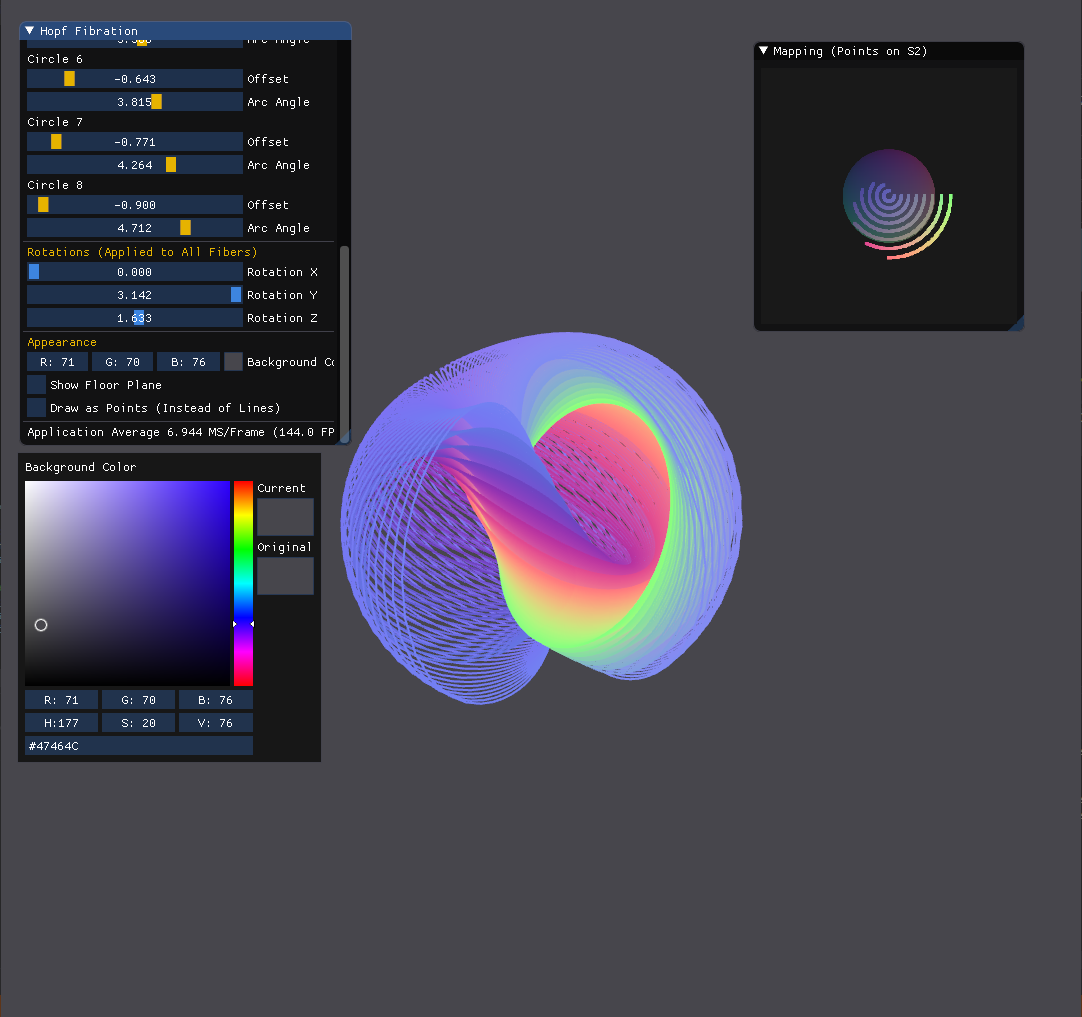 Hopf Fibration
Arc Angle
Circle 6
-0.643 Offset
3.815 Arc Angle
Circle 7
-0.771 Offset
4.264 Arc Angle
Circle 8
-0.900 Offset
4.712 Arc Angle
Rotations (Applied to All Fibers)
0.000 Rotation X
3.142 Rotation Y
1.633 Rotation Z
Appearance
R: 71 G: 70 B: 76 Background Co
Show Floor Plane
Draw as Points (Instead of Lines)
Application Average 6.944 MS/Frame (144.0 FP
Background Color
Current
Original
R: 71 G: 70 B: 76
H:177 S: 20 V: 76
#47464C
Mapping (Points on S2)